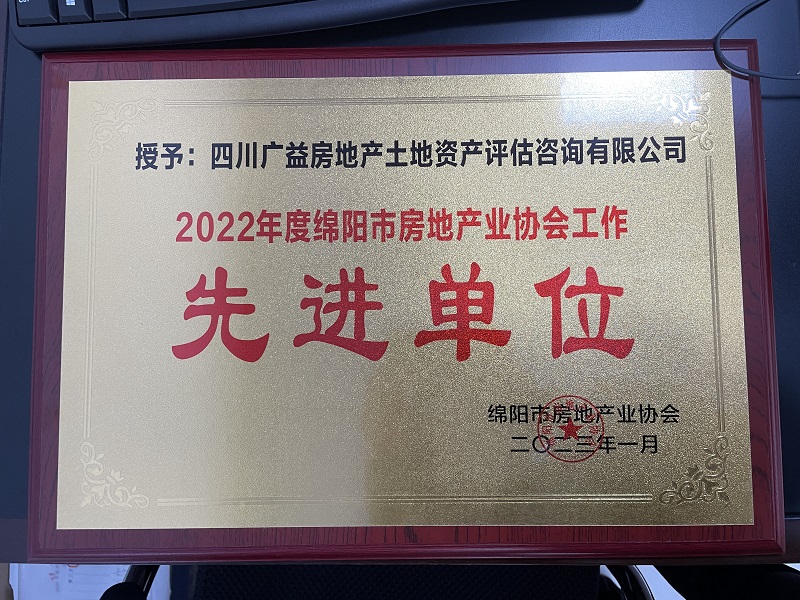 授予：四川广益房地产土地资产评估咨询有限公司
2022年度绵阳市房地产业协会工作
先进单位
绵阳市房地产业协会
二〇二三年一月